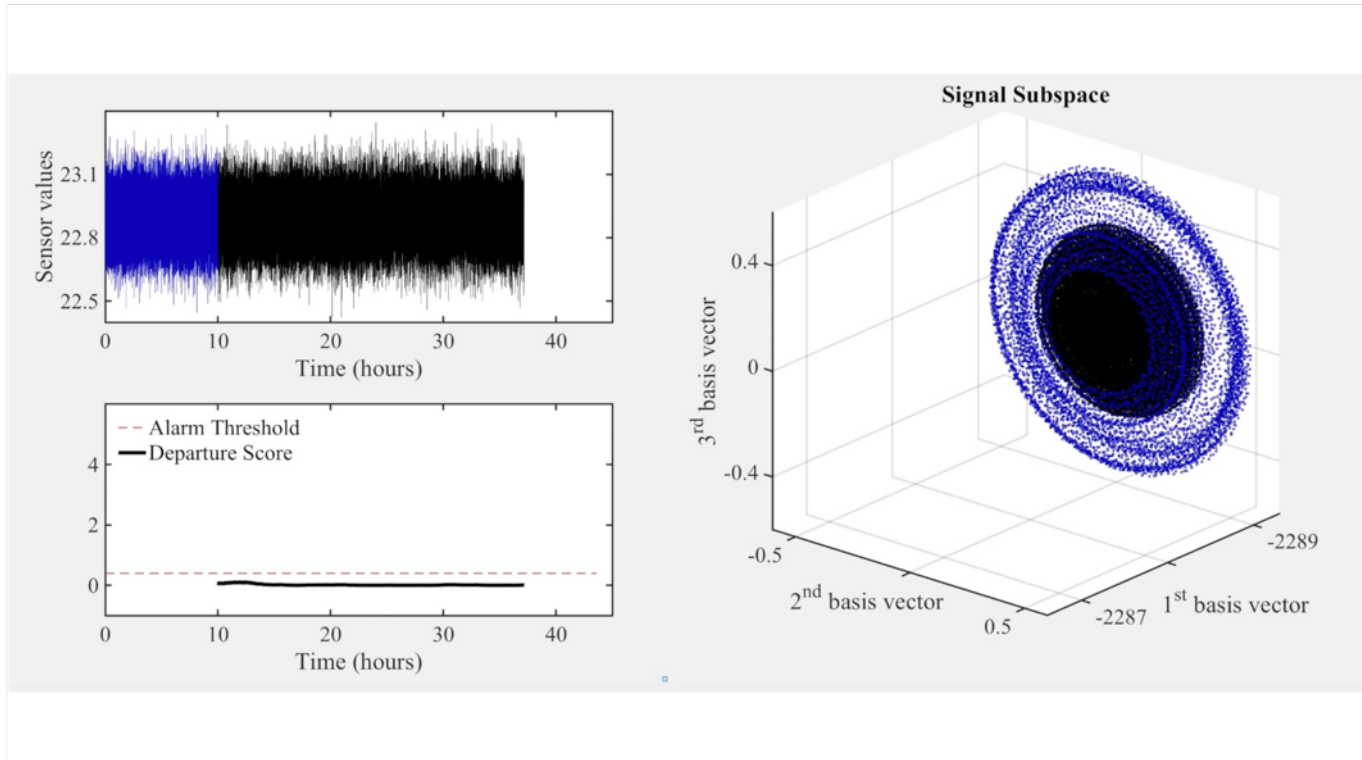 Sensor values
23.1
22.8
22.5
0 10 20 30 40
Time (hours)
Alarm Threshold
Departure Score
4
2
0
0 10 20 30 40
Time (hours)
Signal Subspace
3rd basis vector
0.4
0
-0.4
-0.5
2nd basis vector
0.5
-2287
1st basis vector
-2289